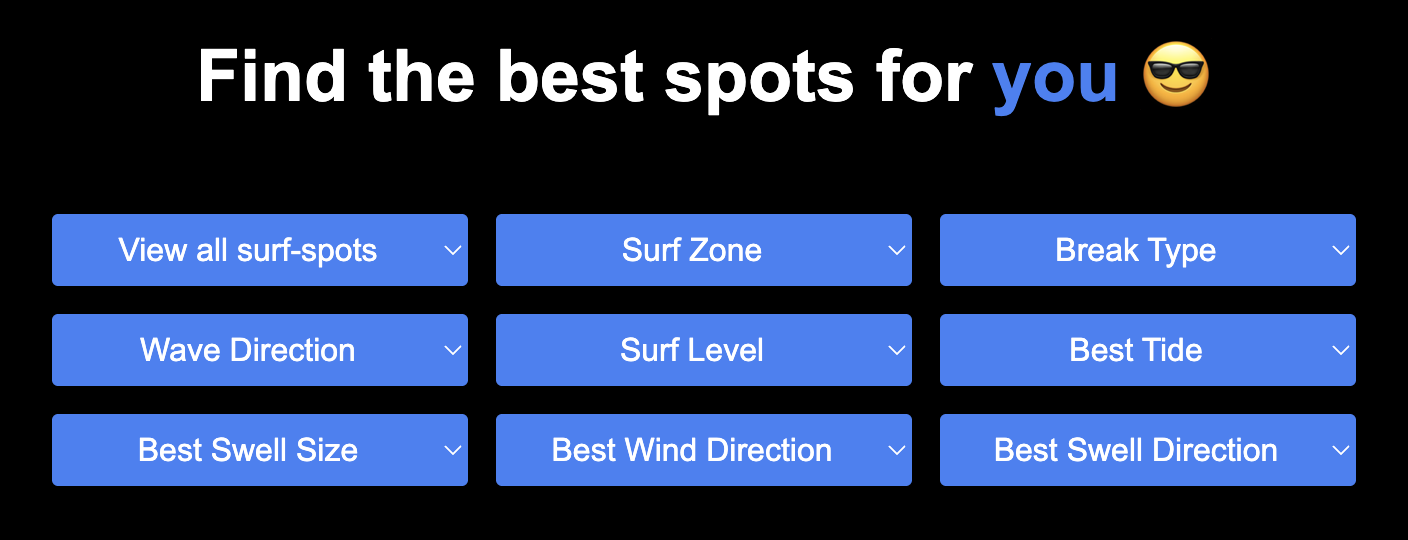 Find the best spots for you 😎
View all surf-spots
Surf Zone
Break Type
Wave Direction
Surf Level
Best Tide
Best Swell Size
Best Wind Direction
Best Swell Direction